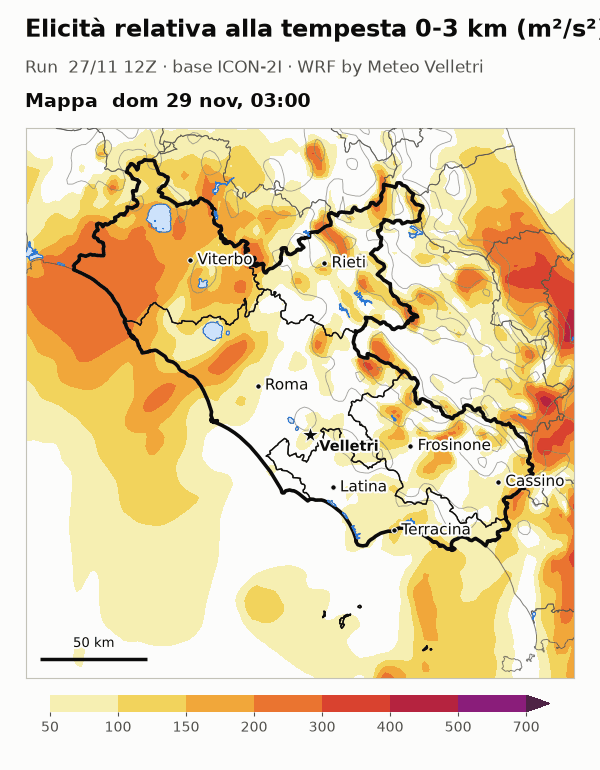 Elicità relativa alla tempesta 0-3 km (m²/s²)
Run 27/11 12Z · base ICON-2I · WRF by Meteo Velletri
Mappa dom 29 nov, 03:00
Viterbo
Rieti
Roma
Velletri
Frosinone
Latina
Cassino
Terracina
50 km
50 100 150 200 300 400 500 700